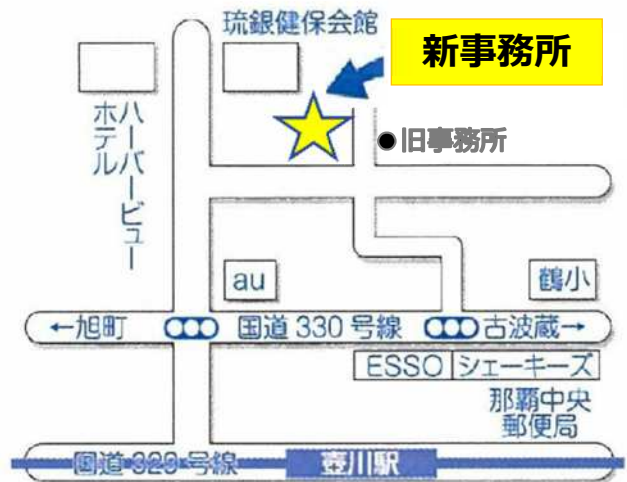 琉銀健保会館
新事務所
ハーバービュー
ホテル
旧事務所
au
鶴小
←旭町
国道330号線
古波蔵→
ESSO
シェーキーズ
那覇中央
郵便局
国道329号線
壺川駅